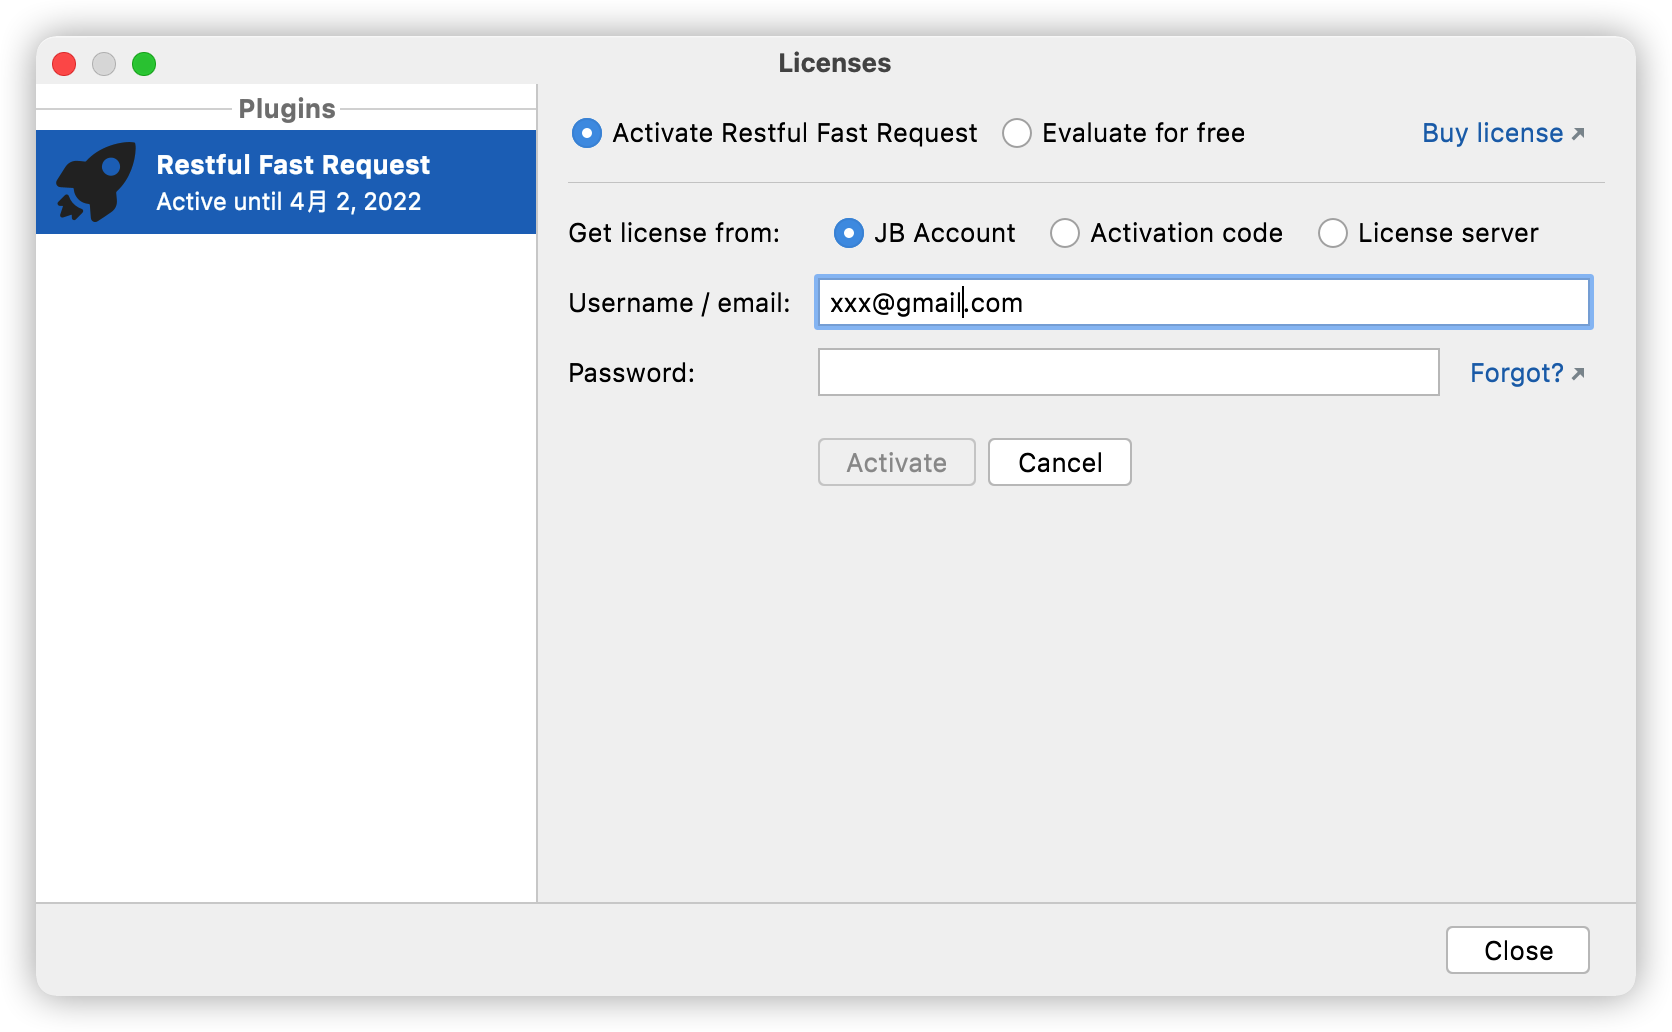 Licenses
Plugins
Restful Fast Request
Active until 4月 2, 2022
Activate Restful Fast Request Evaluate for free Buy license
Get license from: JB Account Activation code License server
Username / email: xxx@gmail.com
Password: Forgot?
Activate Cancel
Close